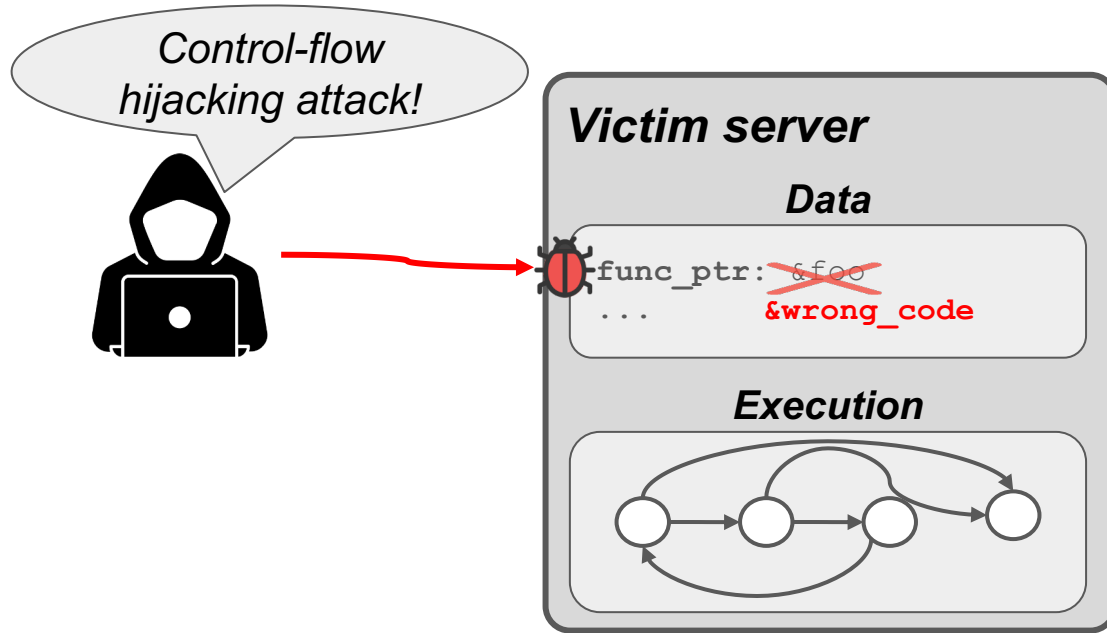 Control-flow
hijacking attack!
Victim server
Data
func_ptr: &foo
... &wrong_code
Execution